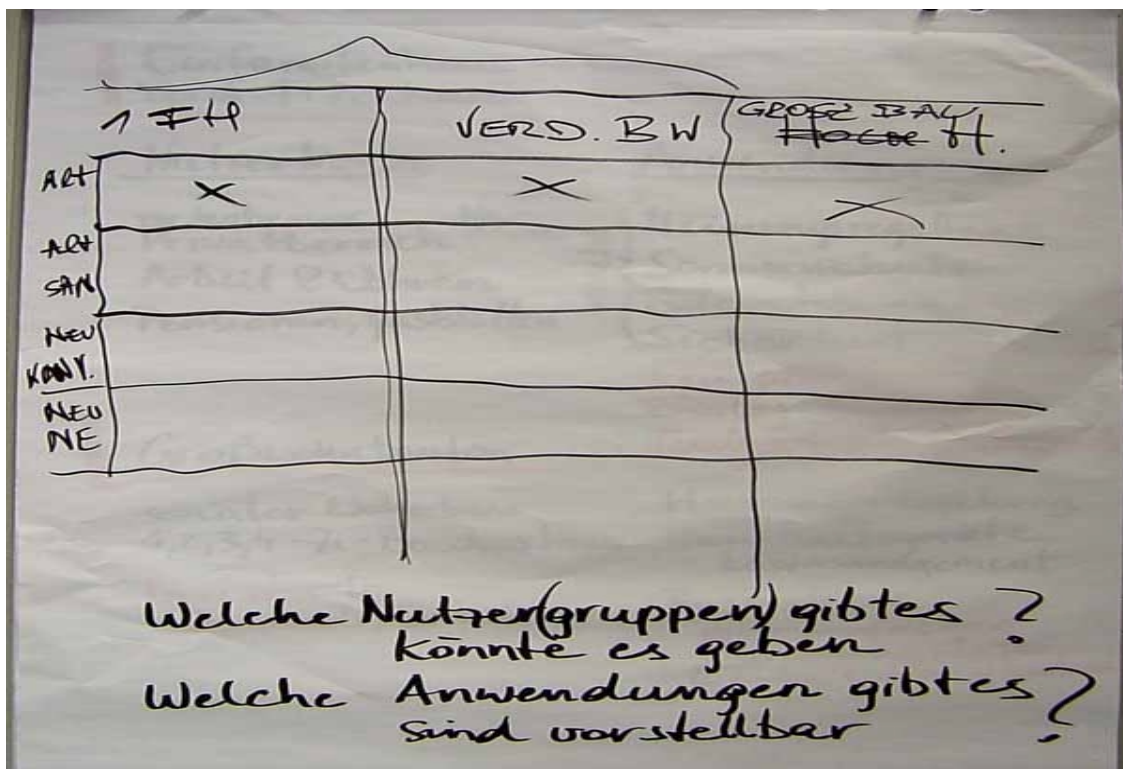 1 FH VERD. BW GROSZ BAU
H.
ALT X X X
ALT
SAN
NEU
KONV.
NEU
NE
Welche Nutzer(gruppen) gibt es ?
könnte es geben
Welche Anwendungen gibt es ?
sind vorstellbar